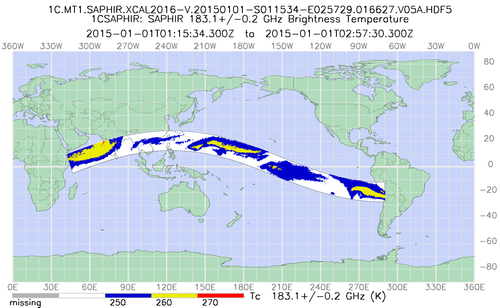 1C.MT1.SAPHIR.XCAL2016-V.20150101-S011534-E025729.016627.V05A.HDF5
1CSAPHIR: SAPHIR 183.1+/-0.2 GHz Brightness Temperature
2015-01-01T01:15:34.300Z to 2015-01-01T02:57:30.300Z
360W 330W 300W 270W 240W 210W 180W 150W 120W 90W 60W 30W 0W
80
60
40
20
0
-20
-40
-60
-80
0E 30E 60E 90E 120E 150E 180E 210E 240E 270E 300E 330E 360E
missing 250 260 270 Tc 183.1+/-0.2 GHz (K)